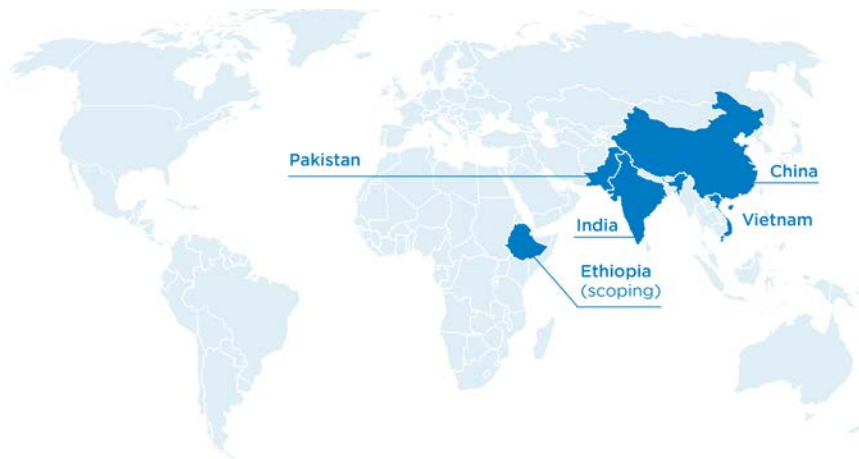 Pakistan
China
India
Vietnam
Ethiopia
(scoping)